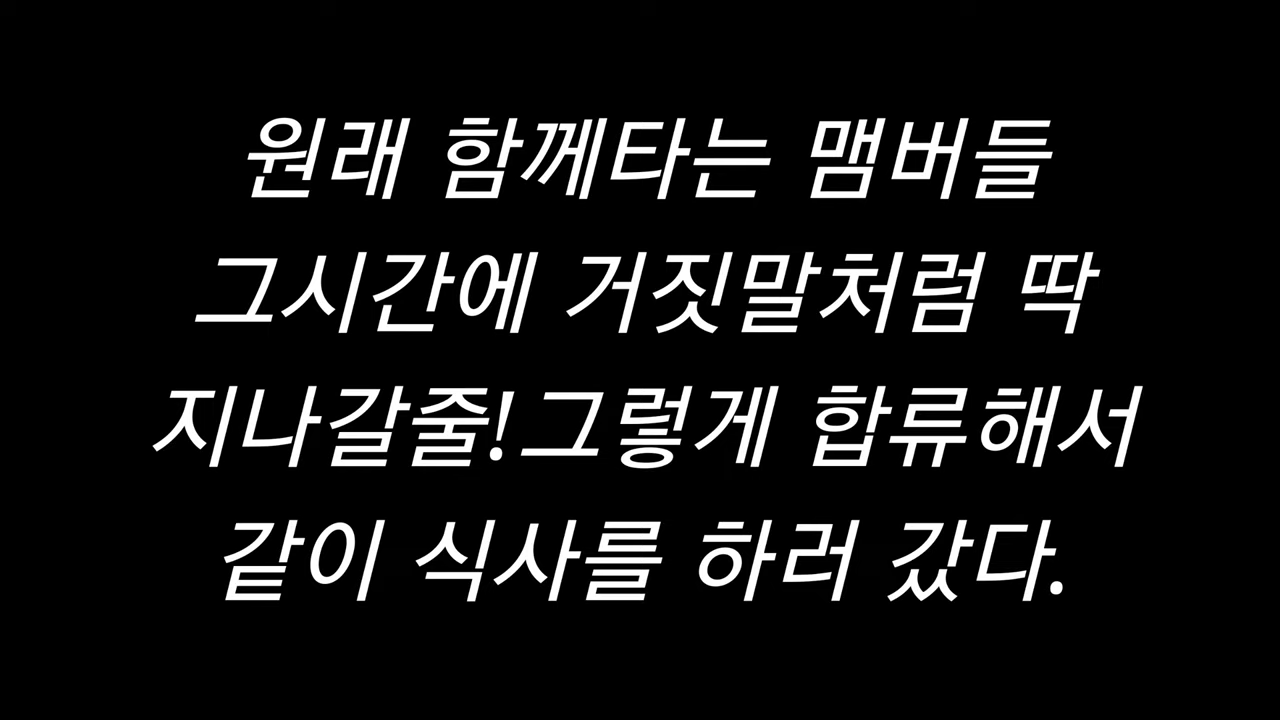 원래 함께타는 맴버들
그시간에 거짓말처럼 딱
지나갈줄!그렇게 합류해서
같이 식사를 하러 갔다.